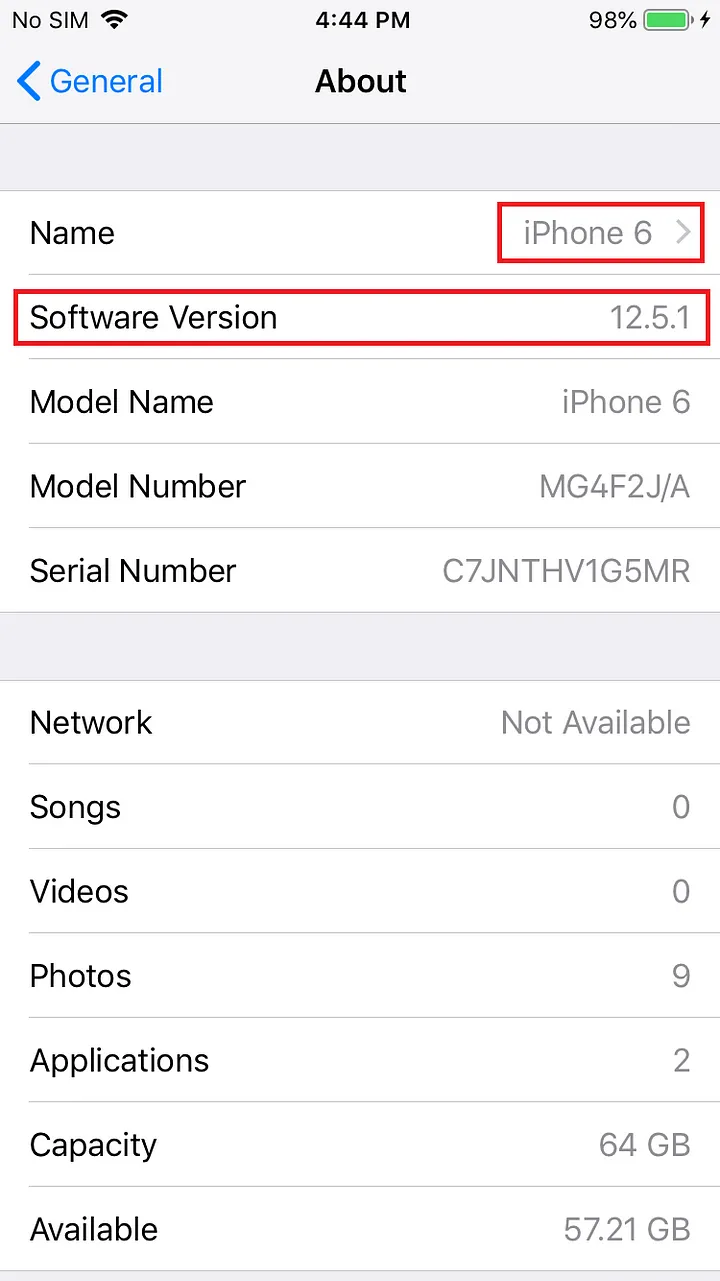 No SIM 4:44 PM 98%
General About
Name iPhone 6
Software Version 12.5.1
Model Name iPhone 6
Model Number MG4F2J/A
Serial Number C7JNTHV1G5MR
Network Not Available
Songs 0
Videos 0
Photos 9
Applications 2
Capacity 64 GB
Available 57.21 GB